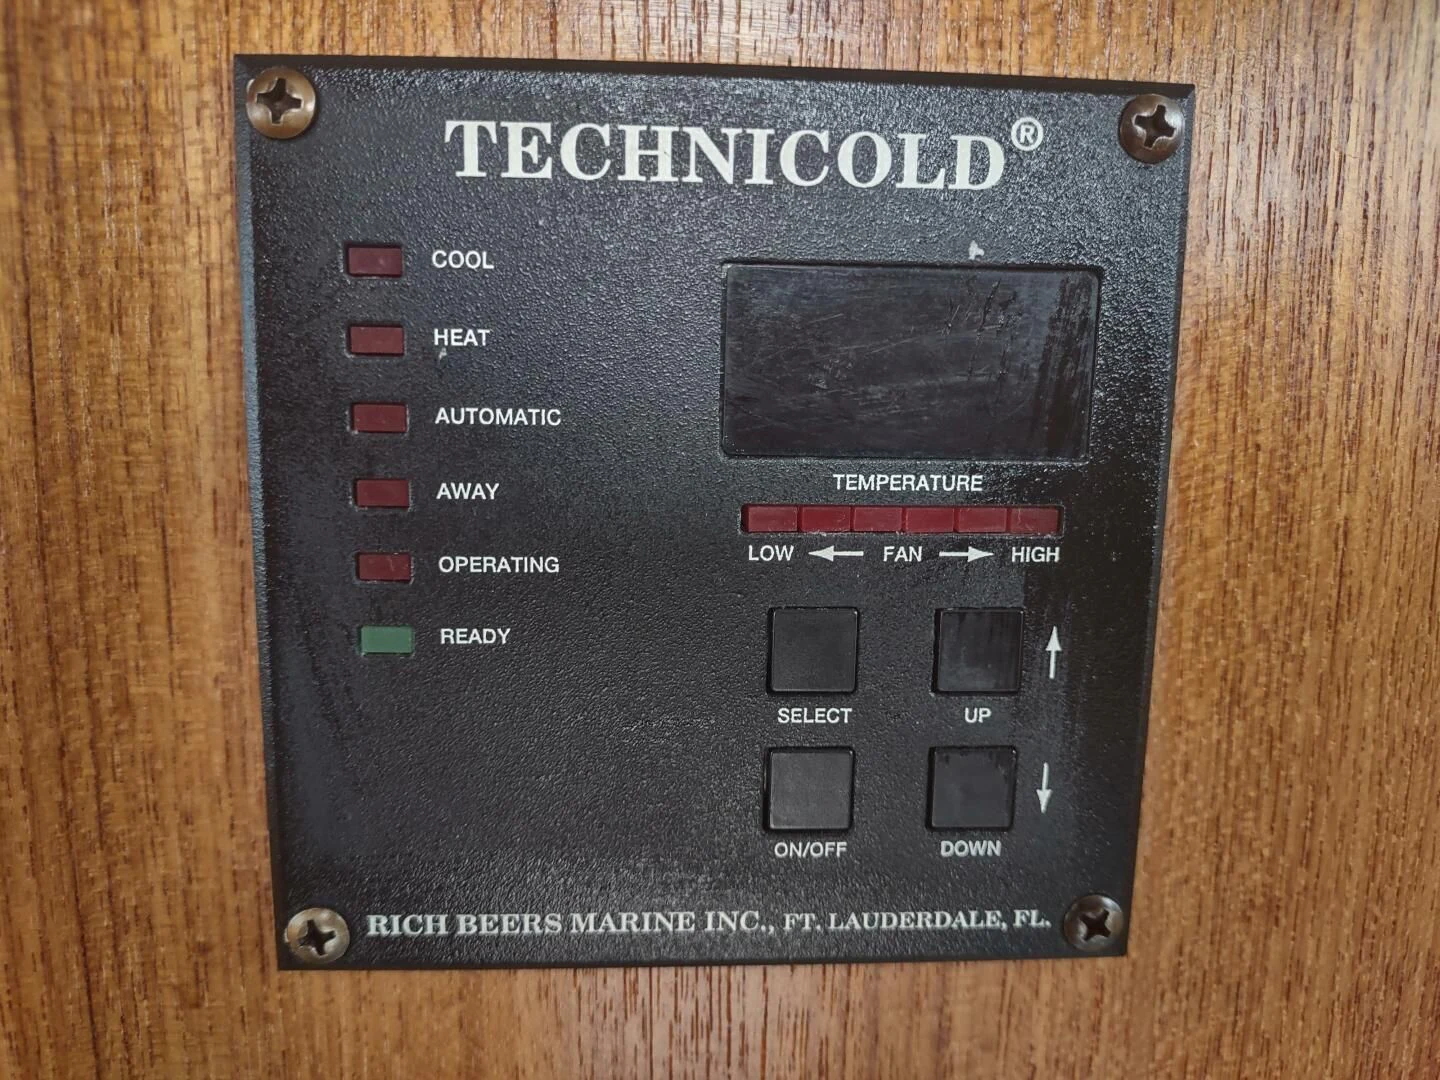 TECHNICOLD®
COOL
HEAT
AUTOMATIC
AWAY
OPERATING
READY
TEMPERATURE
LOW ← FAN → HIGH
SELECT UP ↑
ON/OFF DOWN ↓
RICH BEERS MARINE INC., FT. LAUDERDALE, FL.